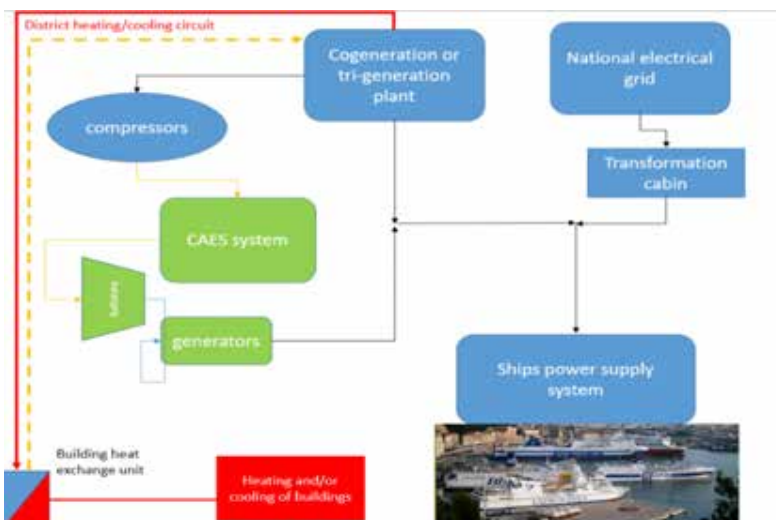 District heating/cooling circuit
Cogeneration or
tri-generation
plant
National electrical
grid
compressors
Transformation
cabin
CAES system
generators
Ships power supply
system
Building heat
exchange unit
Heating and/or
cooling of buildings